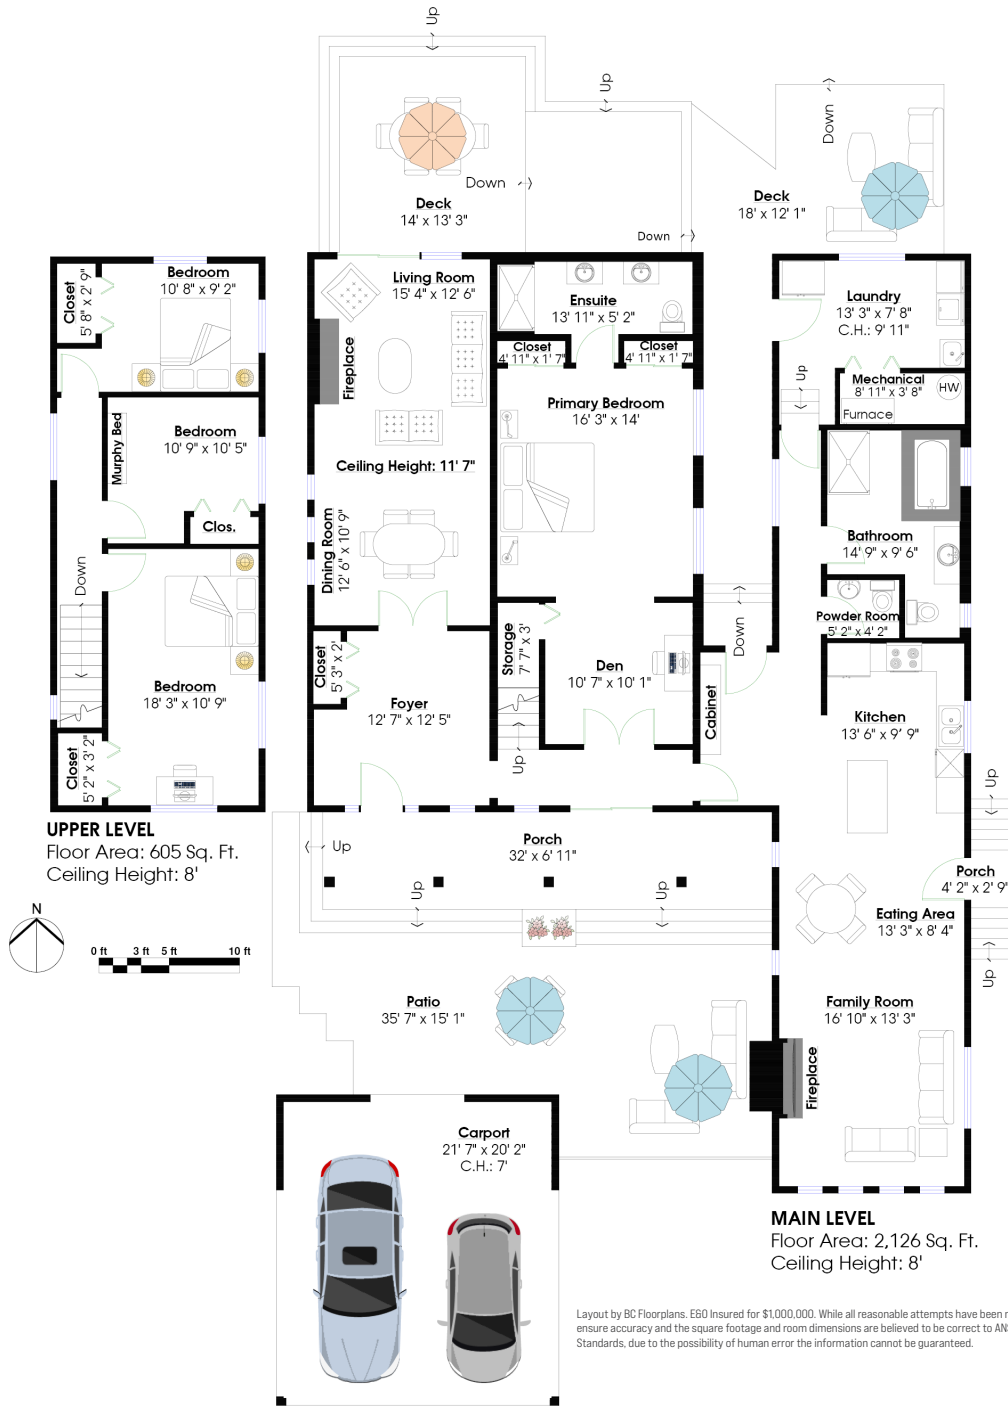 Up
Up
Down
Down
Deck
14' x 13' 3"
Deck
18' x 12' 1"
Down
Up
Bedroom
10' 8" x 9' 2"
Closet
5' 8" x 2' 9"
Murphy Bed
Bedroom
10' 9" x 10' 5"
Clos.
Down
Bedroom
18' 3" x 10' 9"
Closet
5' 2" x 3' 2"
UPPER LEVEL
Floor Area: 605 Sq. Ft.
Ceiling Height: 8'
Living Room
15' 4" x 12' 6"
Fireplace
Ceiling Height: 11' 7"
Dining Room
12' 6" x 10' 9"
Closet
5' 3" x 2'
Foyer
12' 7" x 12' 5"
Ensuite
13' 11" x 5' 2"
Closet
4' 11" x 1' 7"
Closet
4' 11" x 1' 7"
Primary Bedroom
16' 3" x 14'
Storage
7' 7" x 3'
Up
Den
10' 7" x 10' 1"
Cabinet
Down
Laundry
13' 3" x 7' 8"
C.H.: 9' 11"
Mechanical
8' 11" x 3' 8"
HW
Furnace
Bathroom
14' 9" x 9' 6"
Powder Room
5' 2" x 4' 2"
Kitchen
13' 6" x 9' 9"
Up
Porch
4' 2" x 2' 9"
Up
Eating Area
13' 3" x 8' 4"
Family Room
16' 10" x 13' 3"
Fireplace
Porch
32' x 6' 11"
Up
Up
Up
Patio
35' 7" x 15' 1"
N
0 ft 3 ft 5 ft 10 ft
Carport
21' 7" x 20' 2"
C.H.: 7'
MAIN LEVEL
Floor Area: 2,126 Sq. Ft.
Ceiling Height: 8'
Layout by BC Floorplans. E&O Insured for $1,000,000. While all reasonable attempts have been
ensure accuracy and the square footage and room dimensions are believed to be correct to
Standards, due to the possibility of human error the information cannot be guaranteed.